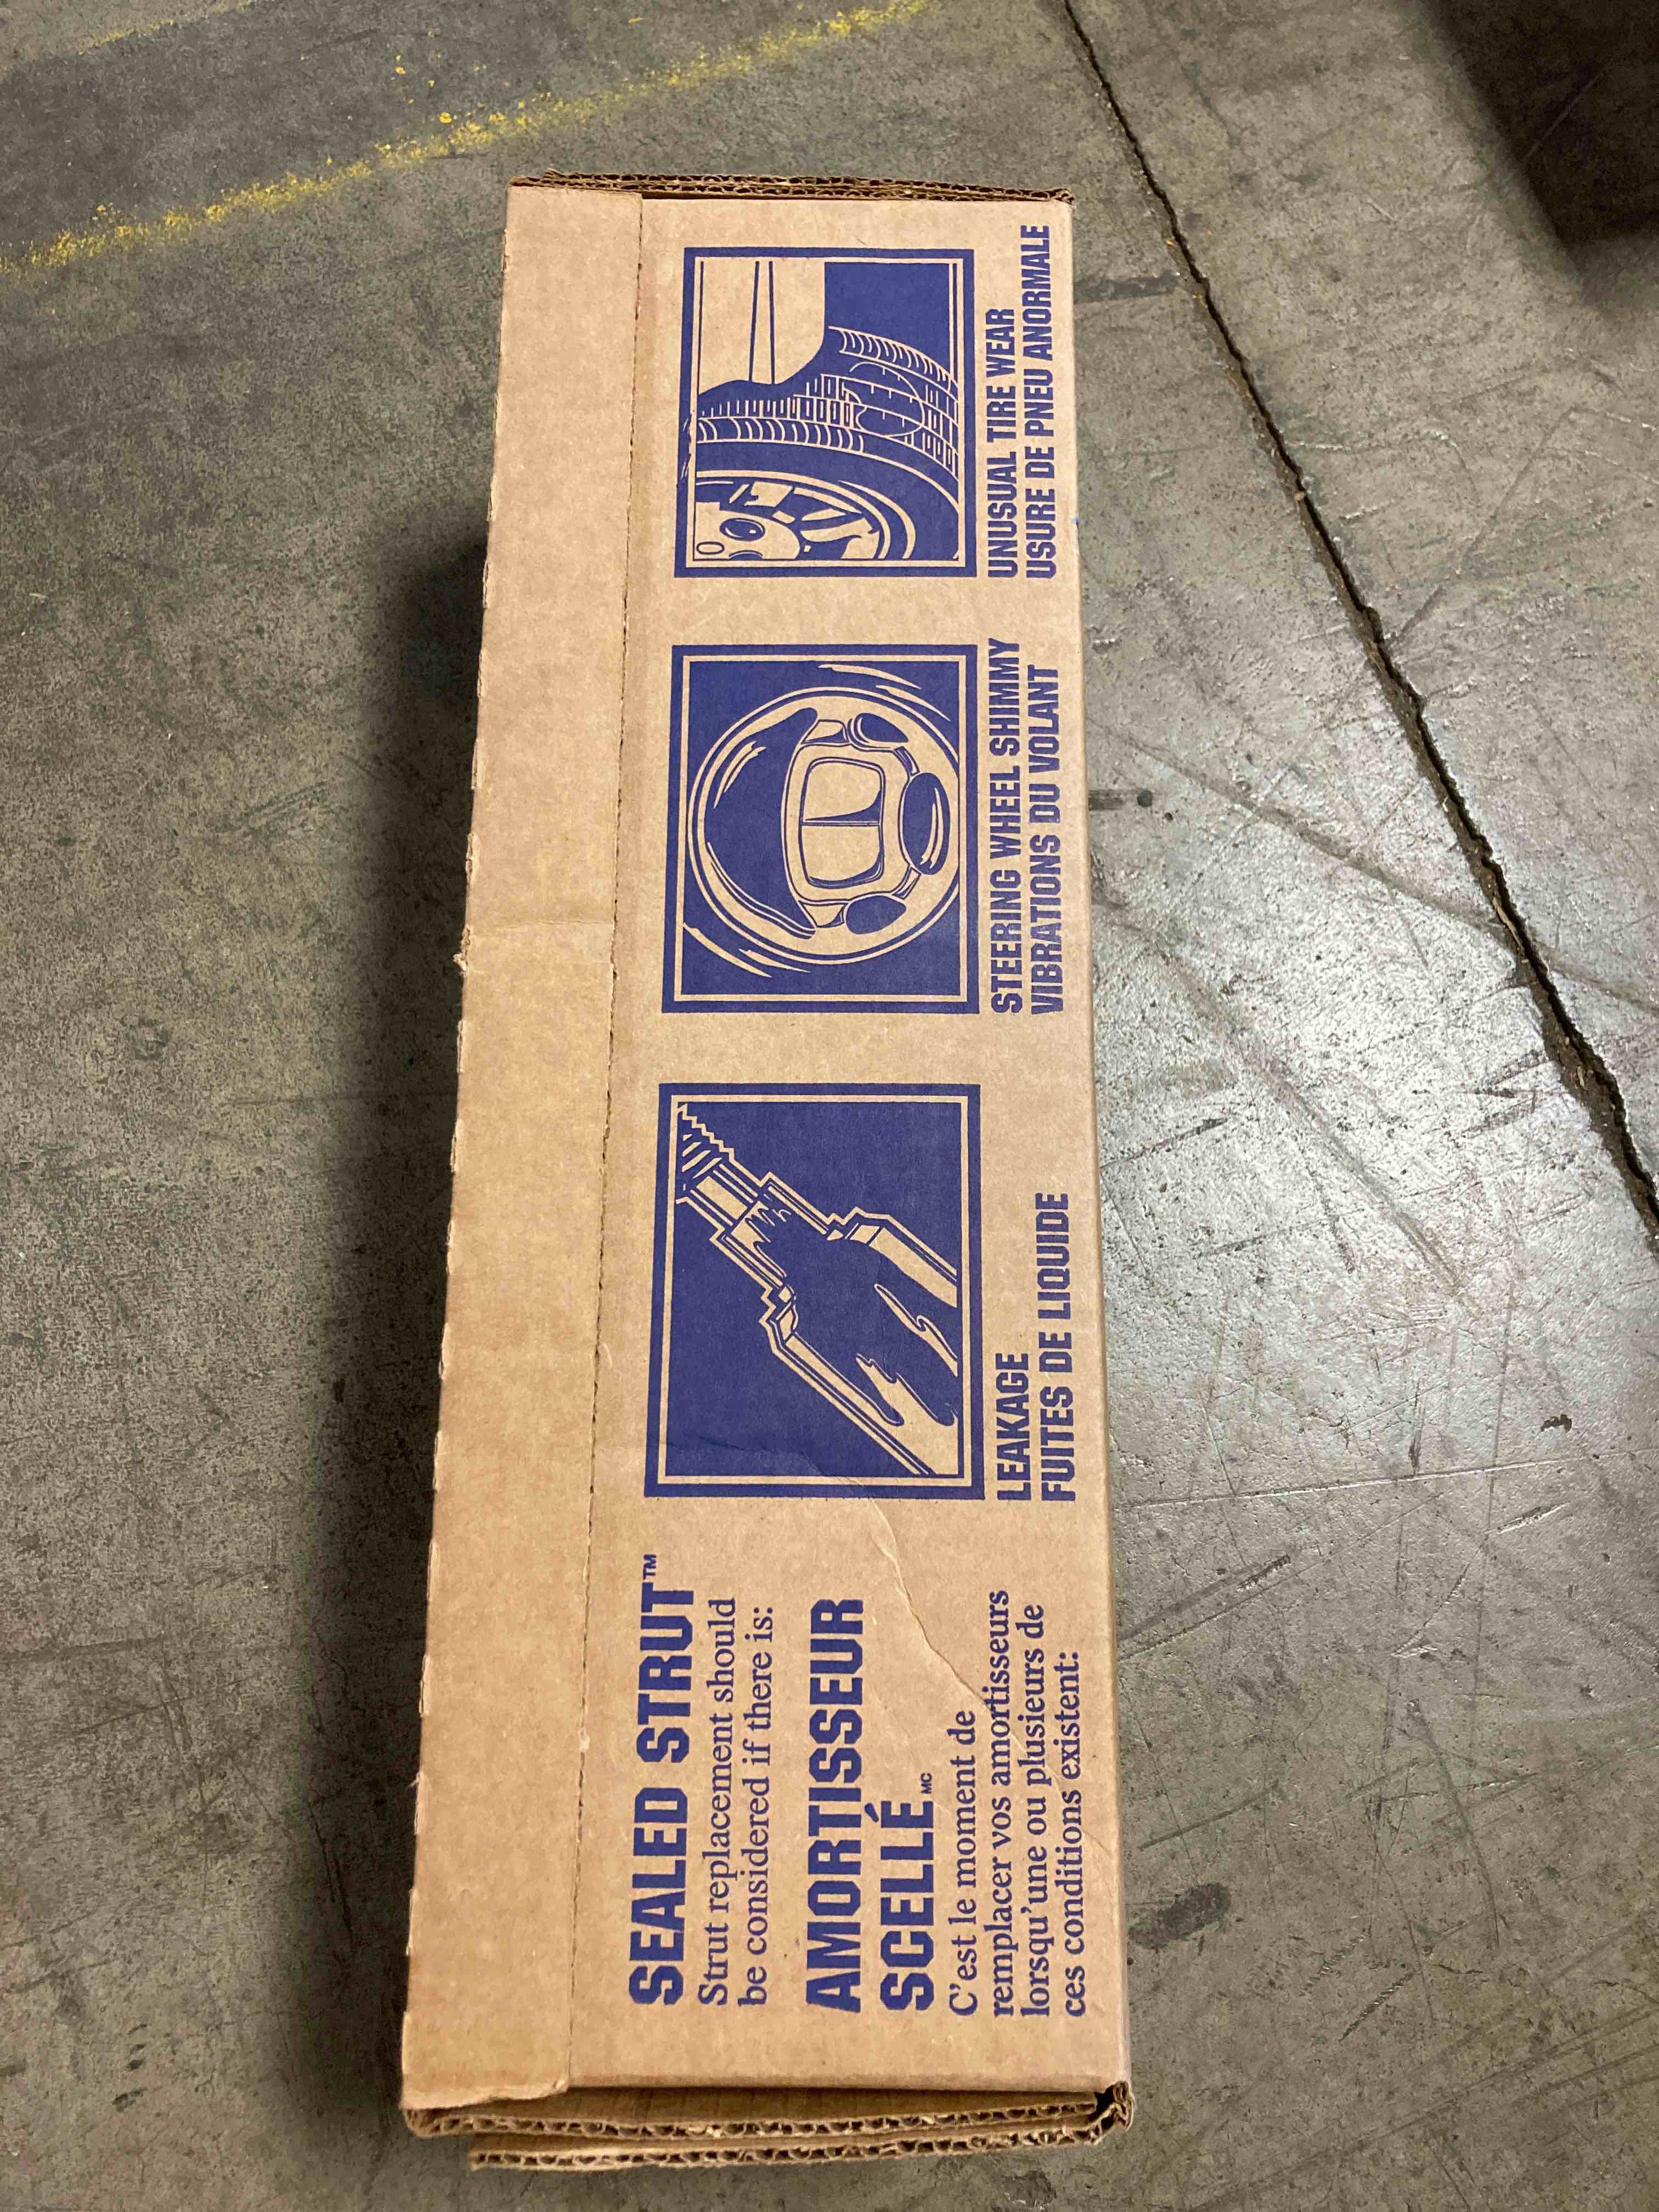 SEALED STRUT™
Strut replacement should
be considered if there is:
AMORTISSEUR
SCELLÉ MC
C'est le moment de
remplacer vos amortisseurs
lorsqu'une ou plusieurs de
ces conditions existent:
LEAKAGE
FUITES DE LIQUIDE
STEERING WHEEL SHIMMY
VIBRATIONS DU VOLANT
UNUSUAL TIRE WEAR
USURE DE PNEU ANORMALE